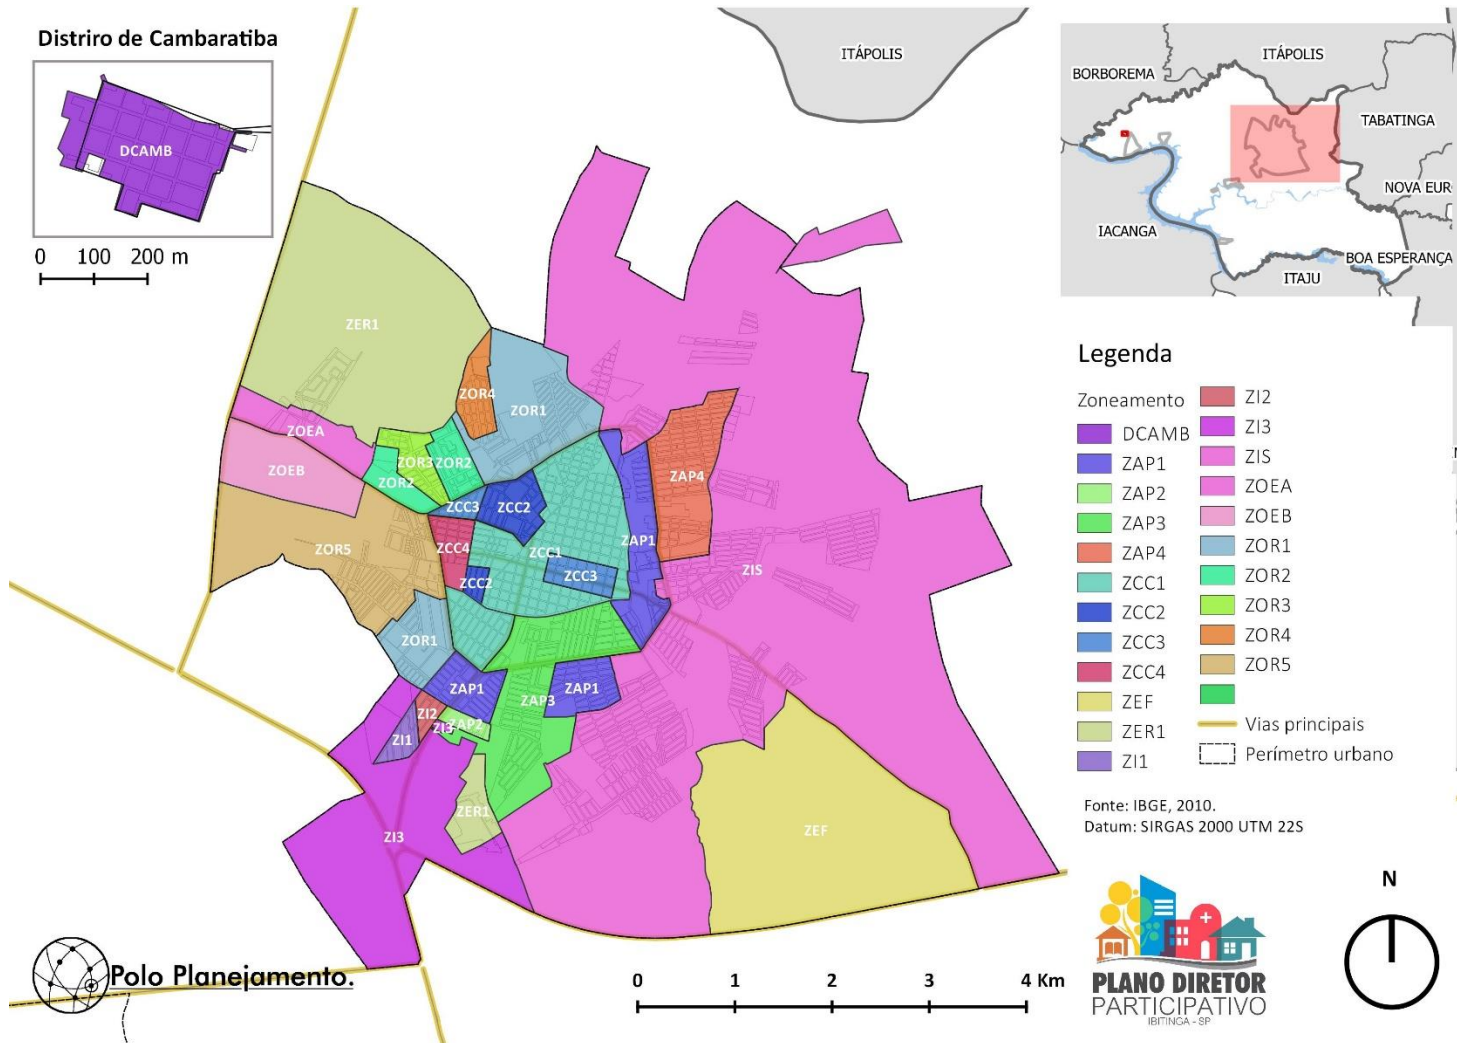 Distriro de Cambaratiba
DCAMB
0 100 200 m
ITÁPOLIS
ITÁPOLIS
BORBOREMA
TABATINGA
NOVA EUR
IACANGA
BOA ESPERANÇA
ITAJU
ZER1
ZOR4
ZOR1
ZOEA
ZOR3
ZOR2
ZOEB
ZOR2
ZAP4
ZCC3
ZCC2
ZOR5
ZCC4
ZCC1
ZAP1
ZCC2
ZCC3
ZIS
ZOR1
ZAP1
ZAP3
ZAP1
ZI2
ZI3
ZAP2
ZI1
ZER1
ZI3
ZEF
Legenda
Zoneamento
DCAMB
ZAP1
ZAP2
ZAP3
ZAP4
ZCC1
ZCC2
ZCC3
ZCC4
ZEF
ZER1
ZI1
ZI2
ZI3
ZIS
ZOEA
ZOEB
ZOR1
ZOR2
ZOR3
ZOR4
ZOR5
Vias principais
Perímetro urbano
Fonte: IBGE, 2010.
Datum: SIRGAS 2000 UTM 22S
N
Polo Planejamento.
0 1 2 3 4 Km
PLANO DIRETOR
PARTICIPATIVO
IBITINGA - SP